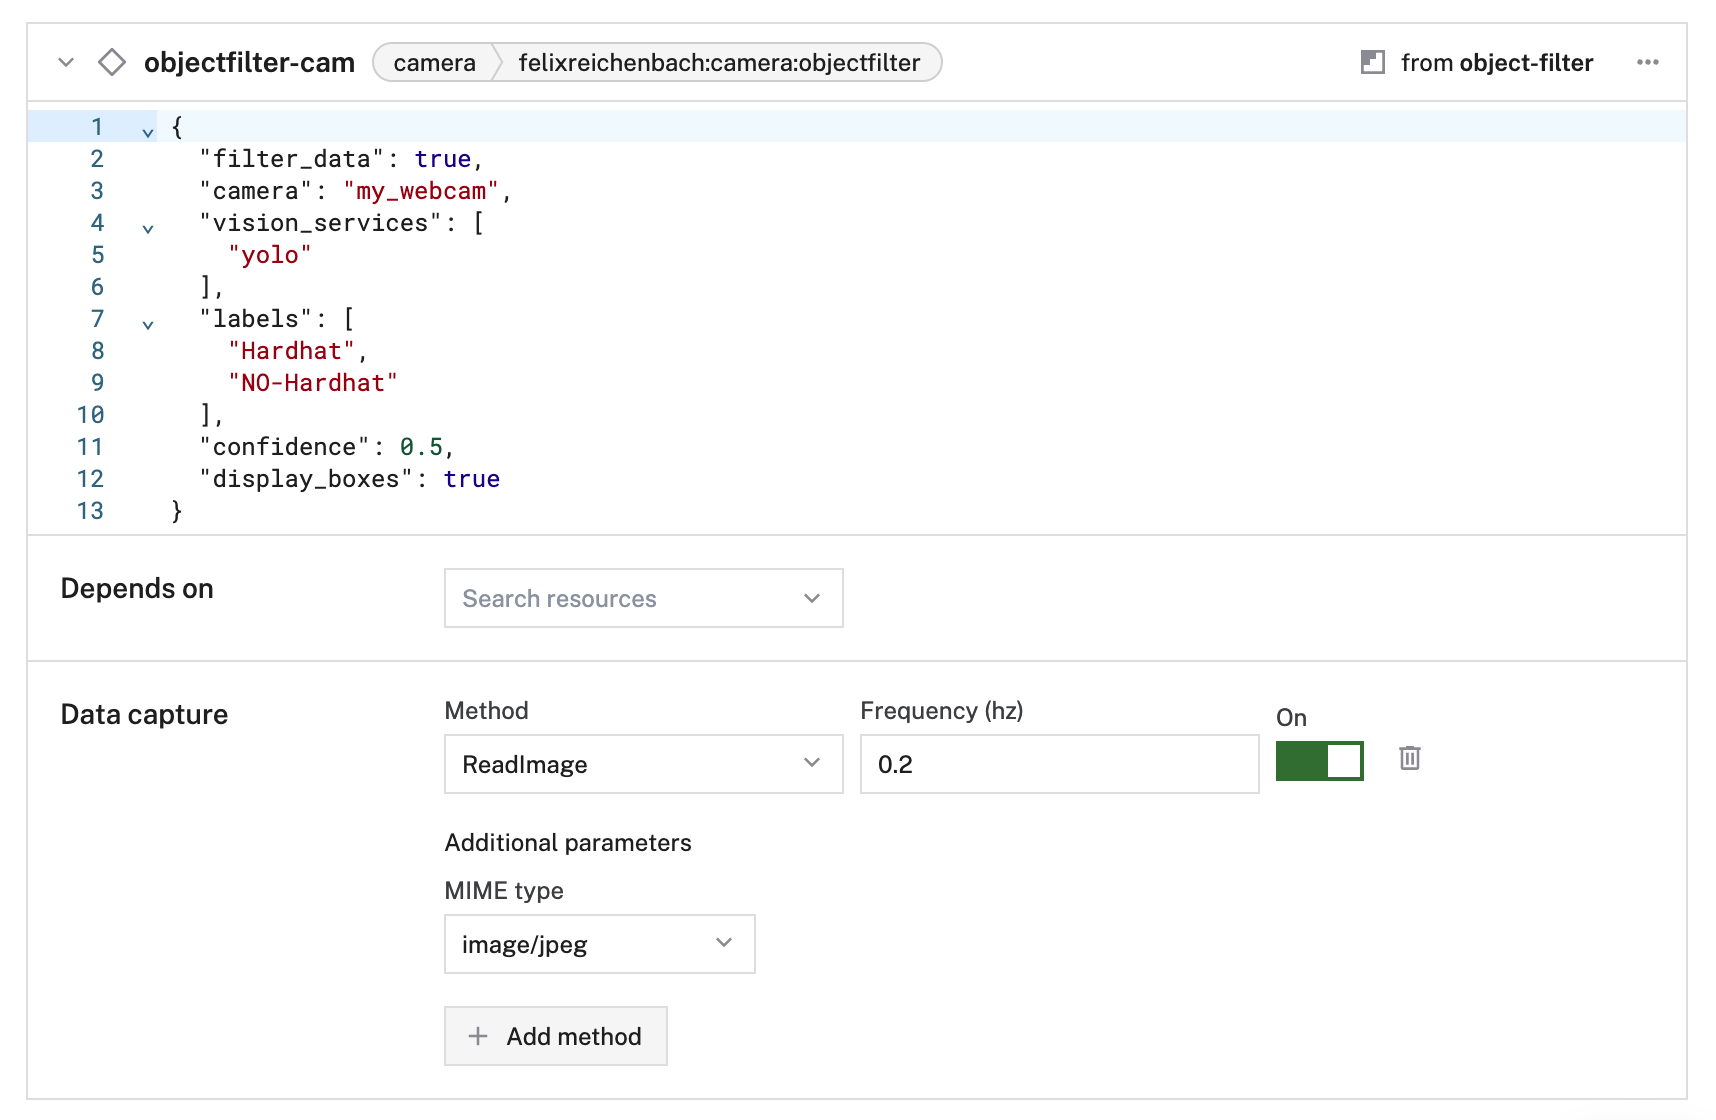 objectfilter-cam camera felixreichenbach:camera:objectfilter from object-filter
1 {
2 "filter_data": true,
3 "camera": "my_webcam",
4 "vision_services": [
5 "yolo"
6 ],
7 "labels": [
8 "Hardhat",
9 "NO-Hardhat"
10 ],
11 "confidence": 0.5,
12 "display_boxes": true
13 }
Depends on
Search resources
Data capture
Method Frequency (hz) On
ReadImage 0.2
Additional parameters
MIME type
image/jpeg
+ Add method